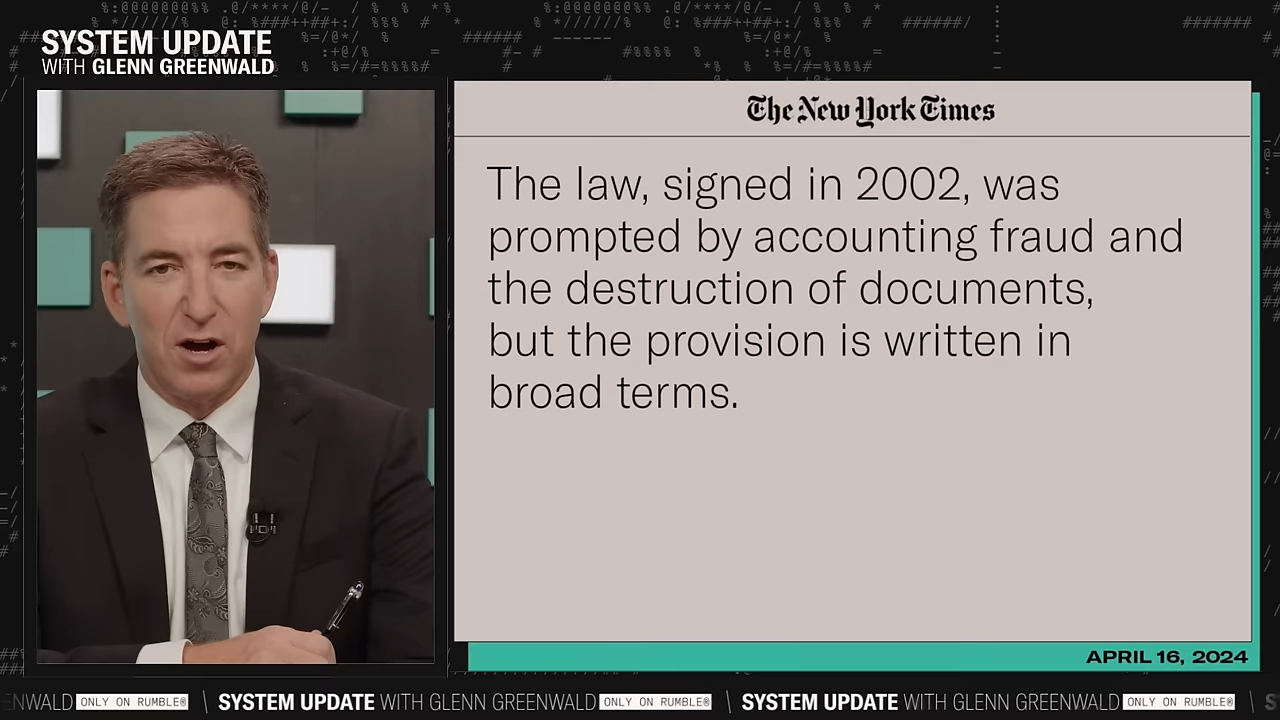 SYSTEM UPDATE
WITH GLENN GREENWALD
The New York Times
The law, signed in 2002, was
prompted by accounting fraud and
the destruction of documents,
but the provision is written in
broad terms.
APRIL 16, 2024
ENWALD ONLY ON RUMBLE® \ SYSTEM UPDATE WITH GLENN GREENWALD ONLY ON RUMBLE® \ SYSTEM UPDATE WITH GLENN GREENWALD ONLY ON RUMBLE® \ S